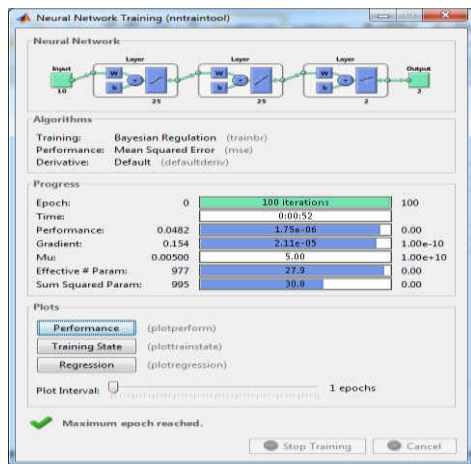 Neural Network Training (nntraintool)
Neural Network
Layer Layer Layer
Input Output
W W W
b b b
10 25 25 2 2
Algorithms
Training: Bayesian Regulation (trainbr)
Performance: Mean Squared Error (mse)
Derivative: Default (defaultderiv)
Progress
Epoch: 0 100 iterations 100
Time: 0:00:52
Performance: 0.0482 1.75e-06 0.00
Gradient: 0.154 2.11e-05 1.00e-10
Mu: 0.00500 5.00 1.00e+10
Effective # Param: 977 27.9 0.00
Sum Squared Param: 995 30.8 0.00
Plots
Performance (plotperform)
Training State (plottrainstate)
Regression (plotregression)
Plot Interval: 1 epochs
Maximum epoch reached.
Stop Training Cancel